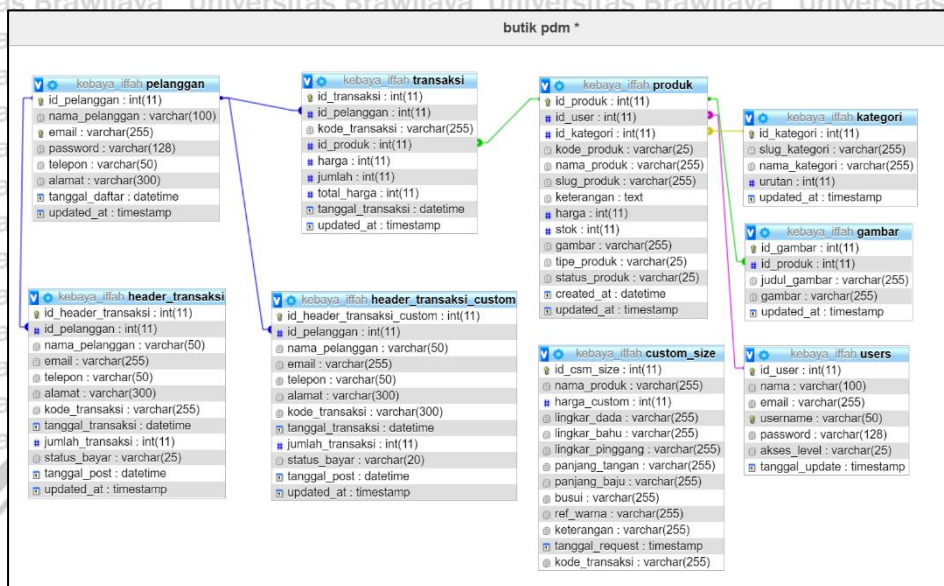 Universitas Brawijaya Universitas Brawijaya Universitas Brawijaya
butik pdm *
kebaya_iffah pelanggan
id_pelanggan : int(11)
nama_pelanggan : varchar(100)
email : varchar(255)
password : varchar(128)
telepon : varchar(50)
alamat : varchar(300)
tanggal_daftar : datetime
updated_at : timestamp
kebaya_iffah transaksi
id_transaksi : int(11)
id_pelanggan : int(11)
kode_transaksi : varchar(255)
id_produk : int(11)
harga : int(11)
jumlah : int(11)
total_harga : int(11)
tanggal_transaksi : datetime
updated_at : timestamp
kebaya_iffah produk
id_produk : int(11)
id_user : int(11)
id_kategori : int(11)
kode_produk : varchar(25)
nama_produk : varchar(255)
slug_produk : varchar(255)
keterangan : text
harga : int(11)
stok : int(11)
gambar : varchar(255)
tipe_produk : varchar(25)
status_produk : varchar(25)
created_at : datetime
updated_at : timestamp
kebaya_iffah kategori
id_kategori : int(11)
slug_kategori : varchar(255)
nama_kategori : varchar(255)
urutan : int(11)
updated_at : timestamp
kebaya_iffah gambar
id_gambar : int(11)
id_produk : int(11)
judul_gambar : varchar(255)
gambar : varchar(255)
updated_at : timestamp
kebaya_iffah header_transaksi
id_header_transaksi : int(11)
id_pelanggan : int(11)
nama_pelanggan : varchar(50)
email : varchar(255)
telepon : varchar(50)
alamat : varchar(300)
kode_transaksi : varchar(255)
tanggal_transaksi : datetime
jumlah_transaksi : int(11)
status_bayar : varchar(25)
tanggal_post : datetime
updated_at : timestamp
kebaya_iffah header_transaksi_custom
id_header_transaksi_custom : int(11)
id_pelanggan : int(11)
nama_pelanggan : varchar(50)
email : varchar(255)
telepon : varchar(50)
alamat : varchar(300)
kode_transaksi : varchar(300)
tanggal_transaksi : datetime
jumlah_transaksi : int(11)
status_bayar : varchar(20)
tanggal_post : datetime
updated_at : timestamp
kebaya_iffah custom_size
id_csm_size : int(11)
nama_produk : varchar(255)
harga_custom : int(11)
lingkar_dada : varchar(255)
lingkar_bahu : varchar(255)
lingkar_pinggang : varchar(255)
panjang_tangan : varchar(255)
panjang_baju : varchar(255)
busui : varchar(255)
ref_warna : varchar(255)
keterangan : varchar(255)
tanggal_request : timestamp
kode_transaksi : varchar(255)
kebaya_iffah users
id_user : int(11)
nama : varchar(100)
email : varchar(255)
username : varchar(50)
password : varchar(128)
akses_level : varchar(25)
tanggal_update : timestamp